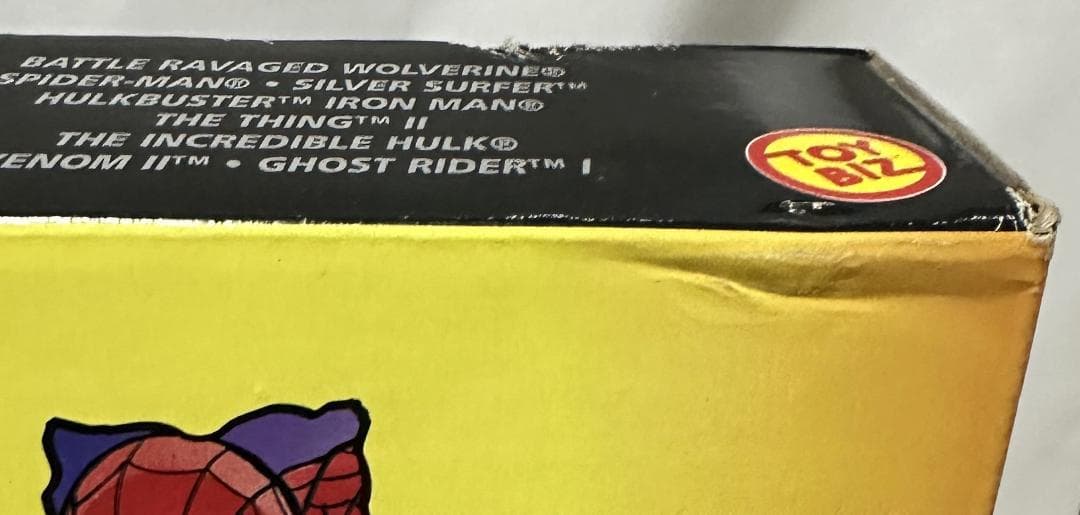 BATTLE RAVAGED WOLVERINE®
SPIDER-MAN® • SILVER SURFER™
HULKBUSTER™ IRON MAN®
THE THING™ II
THE INCREDIBLE HULK®
VENOM II™ • GHOST RIDER™ I
TOY
BIZ